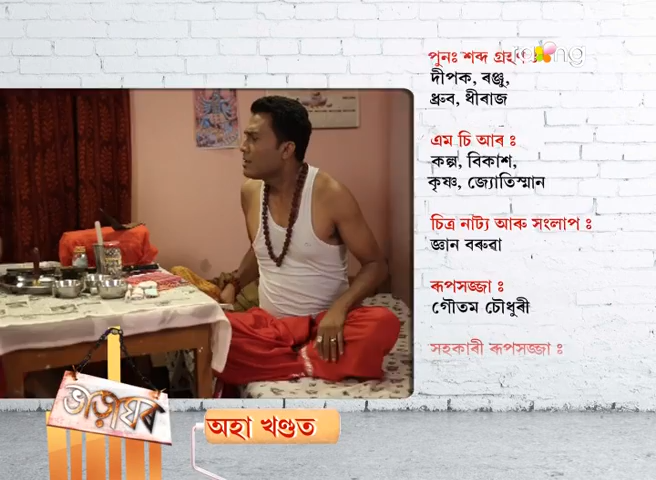 পুনঃ শব্দ গ্ৰহণ ঃ
দীপক, ৰঞ্জু,
ধ্ৰুব, ধীৰাজ
এম চি আৰ ঃ
কল্প, বিকাশ,
কৃষ্ণ, জ্যোতিস্মান
চিত্ৰ নাট্য আৰু সংলাপ ঃ
জ্ঞান বৰুৱা
ৰূপসজ্জা ঃ
গৌতম চৌধুৰী
সহকাৰী ৰূপসজ্জা ঃ
ভাড়াঘৰ
অহা খণ্ডত